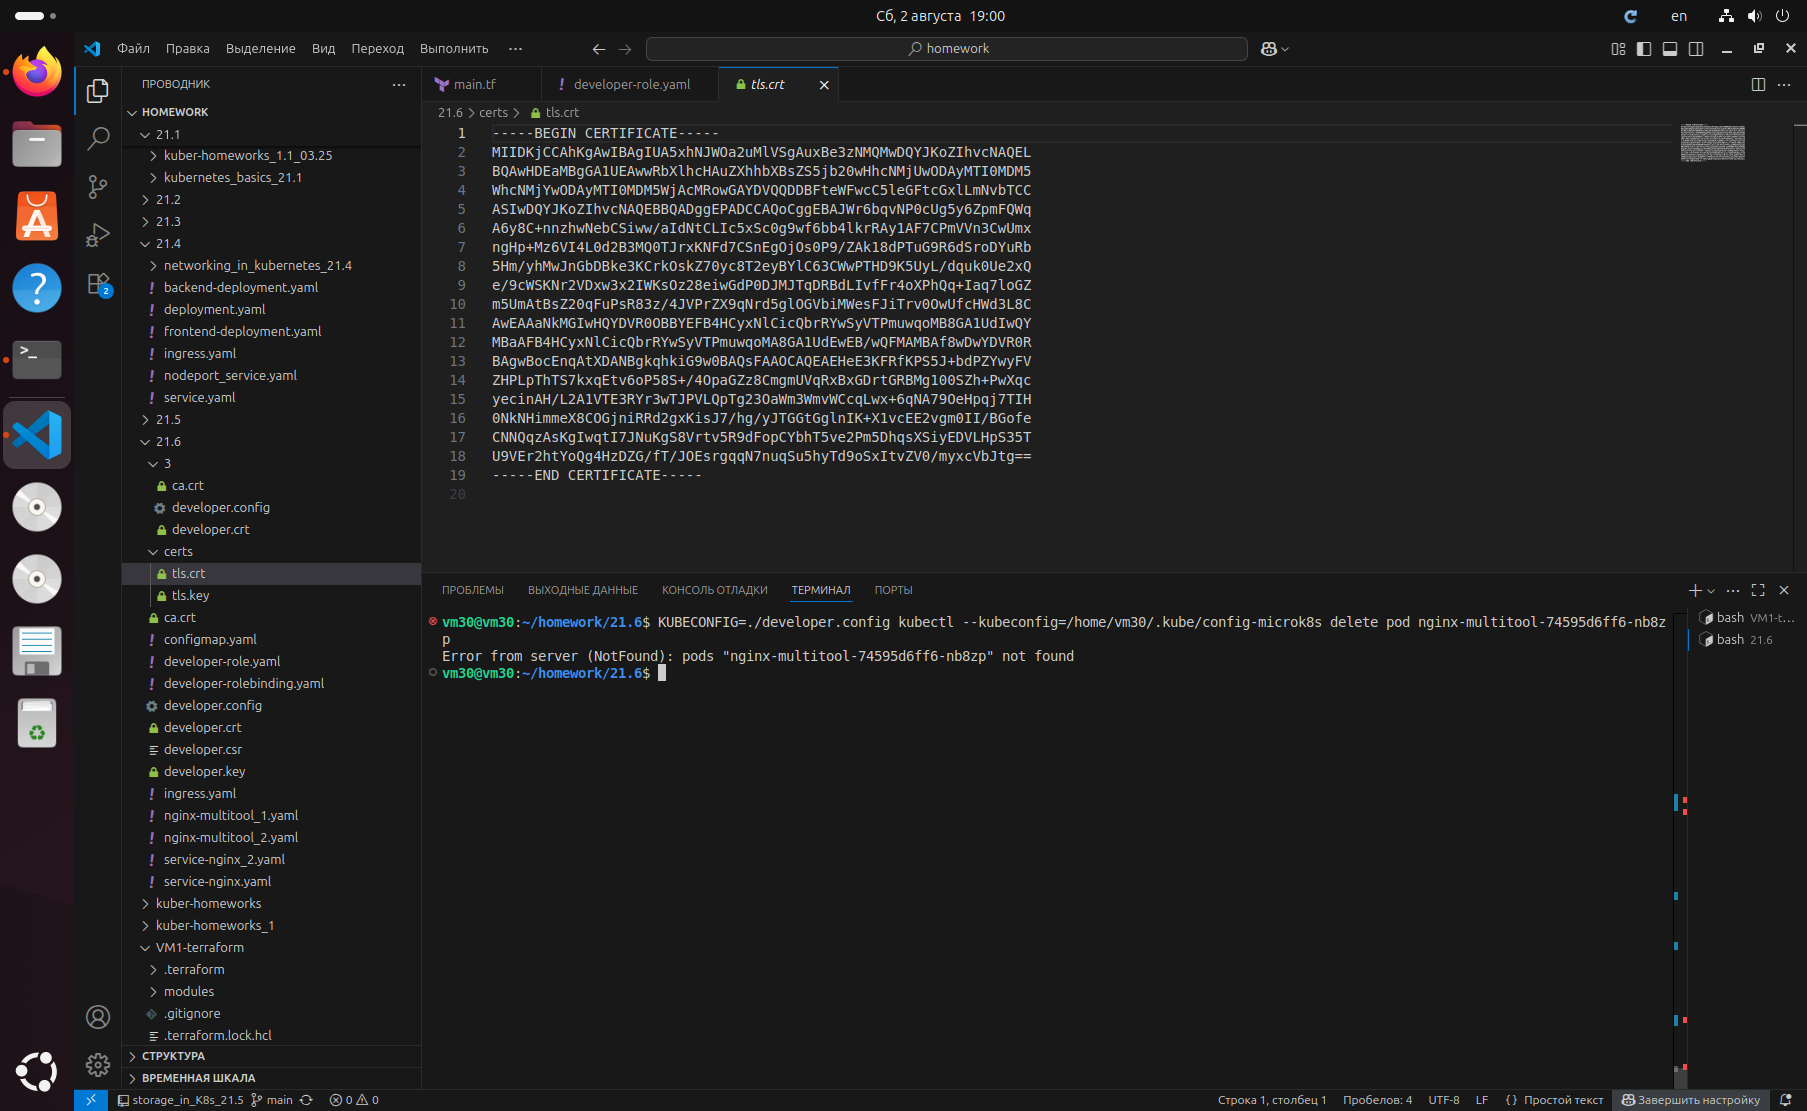 Сб, 2 августа 19:00
en
Файл Правка Выделение Вид Переход Выполнить ···
homework
ПРОВОДНИК
HOMEWORK
21.1
kuber-homeworks_1.1_03.25
kubernetes_basics_21.1
21.2
21.3
21.4
networking_in_kubernetes_21.4
backend-deployment.yaml
deployment.yaml
frontend-deployment.yaml
ingress.yaml
nodeport_service.yaml
service.yaml
21.5
21.6
3
ca.crt
developer.config
developer.crt
certs
tls.crt
tls.key
ca.crt
configmap.yaml
developer-role.yaml
developer-rolebinding.yaml
developer.config
developer.crt
developer.csr
developer.key
ingress.yaml
nginx-multitool_1.yaml
nginx-multitool_2.yaml
service-nginx_2.yaml
service-nginx.yaml
kuber-homeworks
kuber-homeworks_1
VM1-terraform
.terraform
modules
.gitignore
.terraform.lock.hcl
СТРУКТУРА
ВРЕМЕННАЯ ШКАЛА
main.tf
developer-role.yaml
tls.crt
21.6 > certs > tls.crt
1 -----BEGIN CERTIFICATE-----
2 MIIDKjCCAhKgAwIBAgIUA5xhNJWOa2uMlVSgAuxBe3zNMQMwDQYJKoZIhvcNAQEL
3 BQAwHDEaMBgGA1UEAwwRbXlhcHAuZXhhbXBsZS5jb20wHhcNMjUwODAyMTI0MDM5
4 WhcNMjYwODAyMTI0MDM5WjAcMRowGAYDVQQDDBFteWFwcC5leGFtcGxlLmNvbTCC
5 ASIwDQYJKoZIhvcNAQEBBQADggEPADCCAQoCggEBAJWr6bqvNP0cUg5y6ZpmFQWq
6 A6y8C+nnzhwNebCSiww/aIdNtCLIc5xSc0g9wf6bb4lkrRAy1AF7CPmVVn3CwUmx
7 ngHp+Mz6VI4L0d2B3MQ0TJrxKNFd7CSnEgOjOs0P9/ZAk18dPTuG9R6dSroDYuRb
8 5Hm/yhMwJnGbDBke3KCrkOskZ70yc8T2eyBYlC63CWwPTHD9K5UyL/dquk0Ue2xQ
9 e/9cWSKNr2VDxw3x2IWKsOz28eiwGdP0DJMJTqDRBdLIvfFr4oXPhQq+Iaq7loGZ
10 m5UmAtBsZ20qFuPsR83z/4JVPrZX9qNrd5glOGVbiMWesFJiTrv0OwUfcHWd3L8C
11 AwEAAaNkMGIwHQYDVR0OBBYEFB4HCyxNlCicQbrRYwSyVTPmuwqoMB8GA1UdIwQY
12 MBaAFB4HCyxNlCicQbrRYwSyVTPmuwqoMA8GA1UdEwEB/wQFMAMBAf8wDwYDVR0R
13 BAgwBocEnqAtXDANBgkqhkiG9w0BAQsFAAOCAQEAEHeE3KFRfKPS5J+bdPZYwyFV
14 ZHPLpThTS7kxqEtv6oP58S+/4OpaGZz8CmgmUVqRxBxGDrtGRBMg100SZh+PwXqc
15 yecinAH/L2A1VTE3RYr3wTJPVLQpTg23OaWm3WmvWCcqLwx+6qNA79OeHpqj7TIH
16 0NkNHimmeX8COGjniRRd2gxKisJ7/hg/yJTGGtGglnIK+X1vcEE2vgm0II/BGofe
17 CNNQqzAsKgIwqtI7JNuKgS8Vrtv5R9dFopCYbhT5ve2Pm5DhqsXSiyEDVLHpS35T
18 U9VEr2htYoQg4HzDZG/fT/JOEsrgqqN7nuqSu5hyTd9oSxItvZV0/myxcVbJtg==
19 -----END CERTIFICATE-----
20
ПРОБЛЕМЫ ВЫХОДНЫЕ ДАННЫЕ КОНСОЛЬ ОТЛАДКИ ТЕРМИНАЛ ПОРТЫ
vm30@vm30:~/homework/21.6$ KUBECONFIG=./developer.config kubectl --kubeconfig=/home/vm30/.kube/config-microk8s delete pod nginx-multitool-74595d6ff6-nb8z
p
Error from server (NotFound): pods "nginx-multitool-74595d6ff6-nb8zp" not found
vm30@vm30:~/homework/21.6$
bash VM1-t...
bash 21.6
2
storage_in_K8s_21.5 main 0 0
Строка 1, столбец 1 Пробелов: 4 UTF-8 LF {} Простой текст Завершить настройку